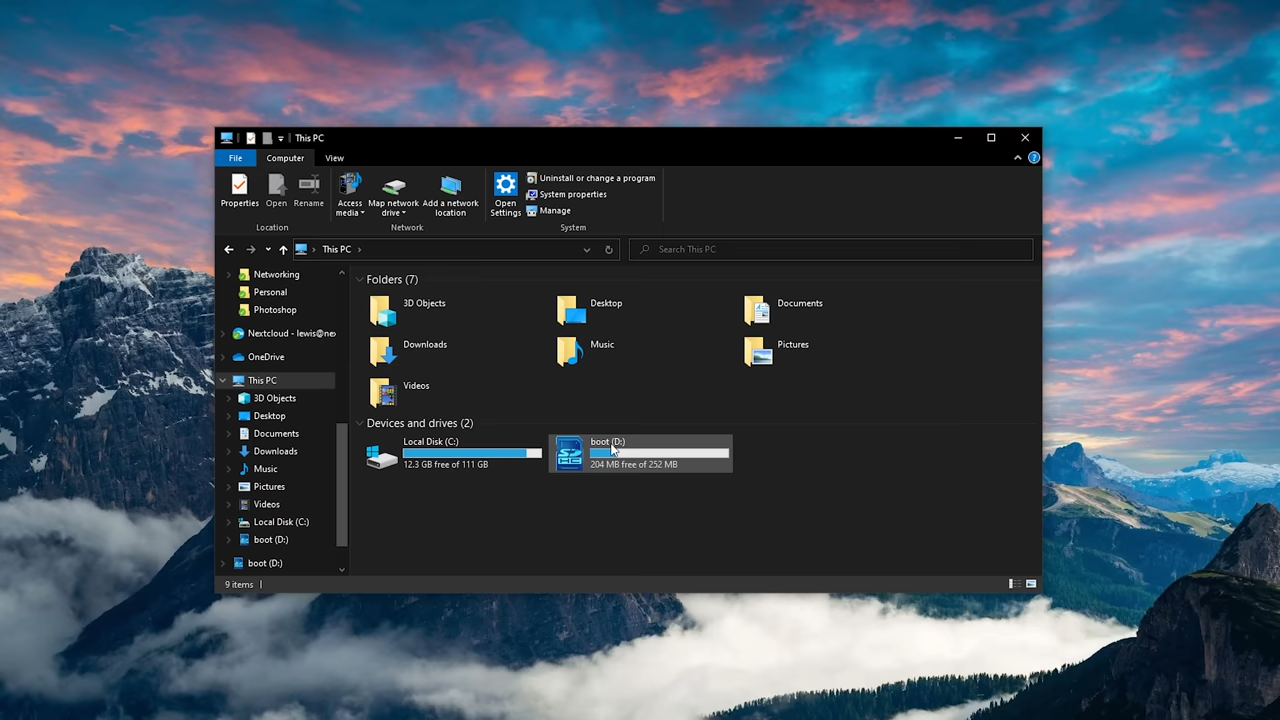 This PC
File
Computer
View
Properties
Open
Rename
Access media
Map network drive
Add a network location
Open Settings
Uninstall or change a program
System properties
Manage
Location
Network
System
This PC
Search This PC
Networking
Personal
Photoshop
Nextcloud - lewis@ne
OneDrive
This PC
3D Objects
Desktop
Documents
Downloads
Music
Pictures
Videos
Local Disk (C:)
boot (D:)
boot (D:)
Folders (7)
3D Objects
Desktop
Documents
Downloads
Music
Pictures
Videos
Devices and drives (2)
Local Disk (C:)
12.3 GB free of 111 GB
SD
HC
boot (D:)
204 MB free of 252 MB
9 items